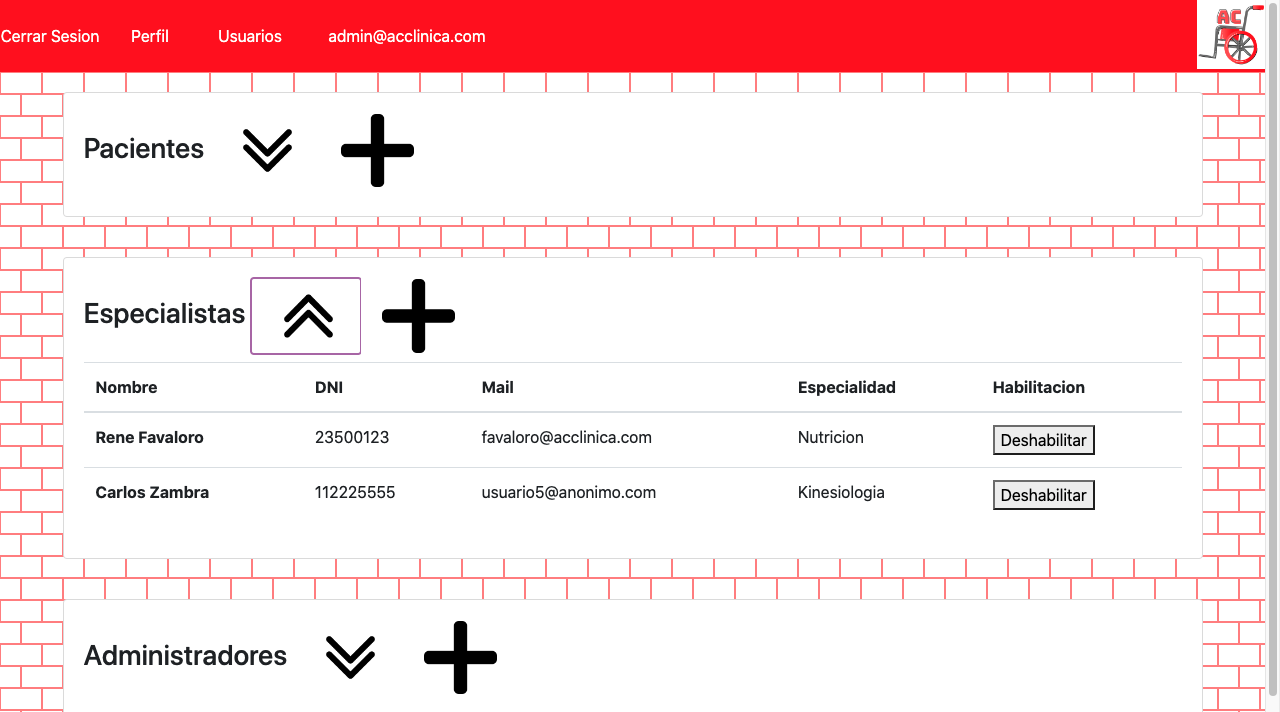 Cerrar Sesion Perfil Usuarios admin@acclinica.com AC
Pacientes
Especialistas
Nombre DNI Mail Especialidad Habilitacion
Rene Favaloro 23500123 favaloro@acclinica.com Nutricion Deshabilitar
Carlos Zambra 112225555 usuario5@anonimo.com Kinesiologia Deshabilitar
Administradores